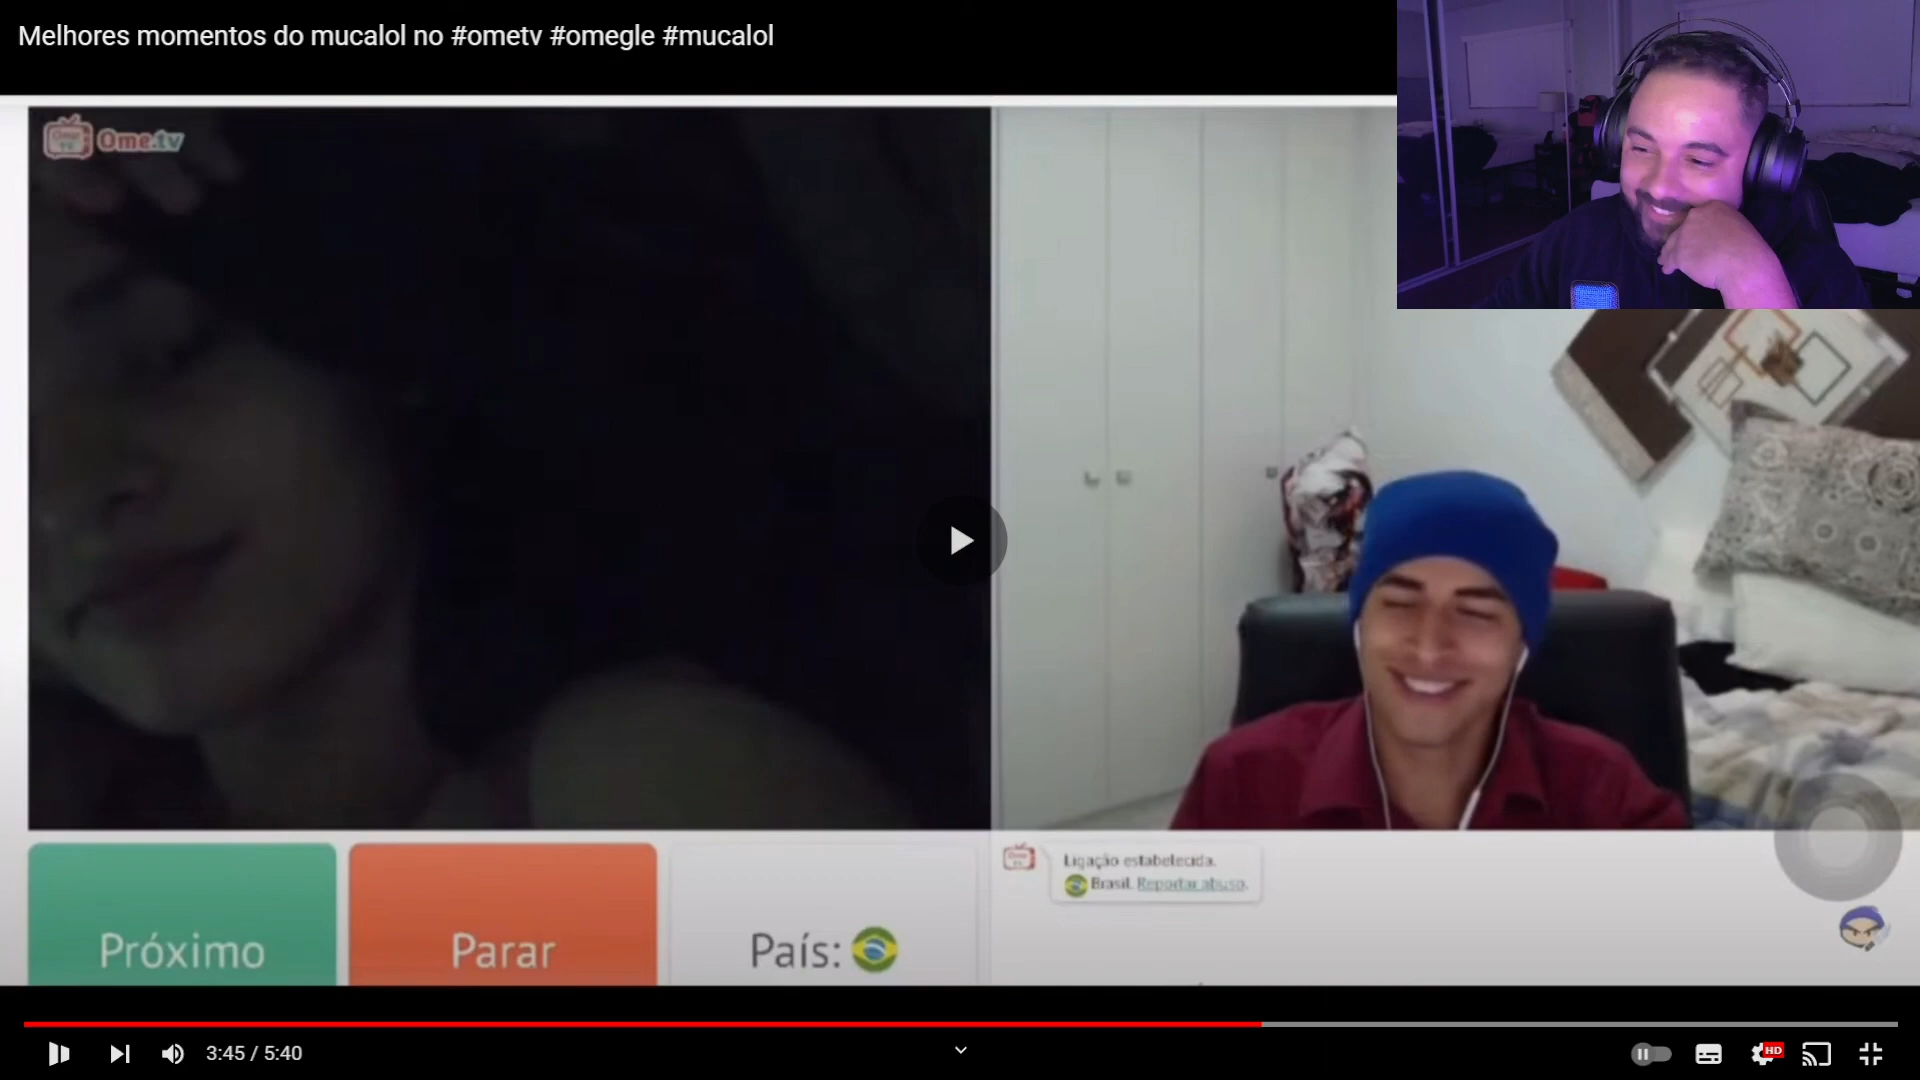 Melhores momentos do mucalol no #ometv #omegle #mucalol
Ome.tv
Ligação estabelecida.
Brasil. Reportar abuso.
Próximo
Parar
País:
3:45 / 5:40
HD